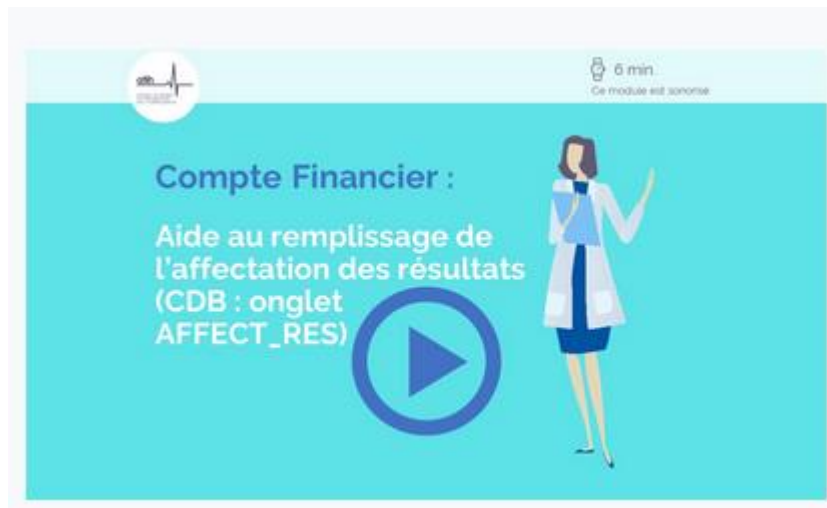 6 min.
Ce module est sonorisé
Compte Financier :
Aide au remplissage de
l'affectation des résultats
(CDB : onglet
AFFECT_RES)